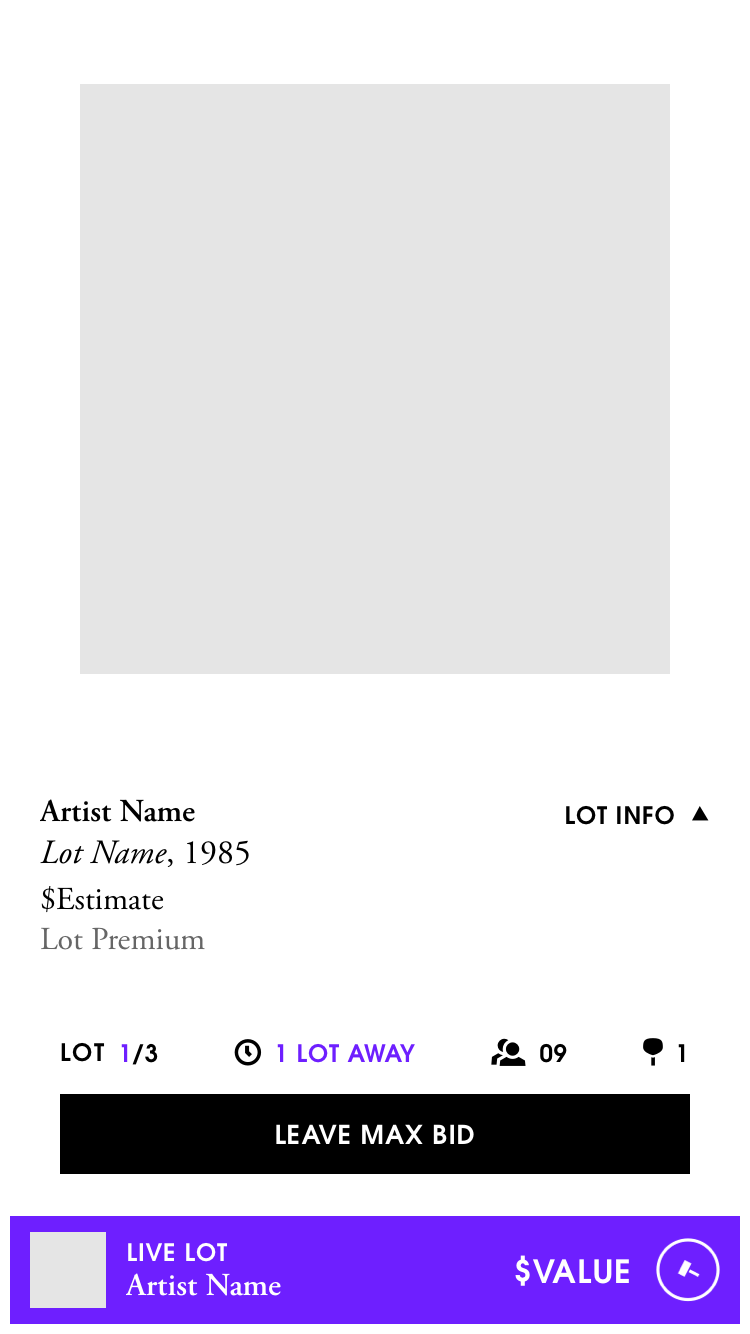 Artist Name
LOT INFO
Lot Name, 1985
$Estimate
Lot Premium
LOT 1/3
1 LOT AWAY
09
1
LEAVE MAX BID
LIVE LOT
Artist Name
$VALUE